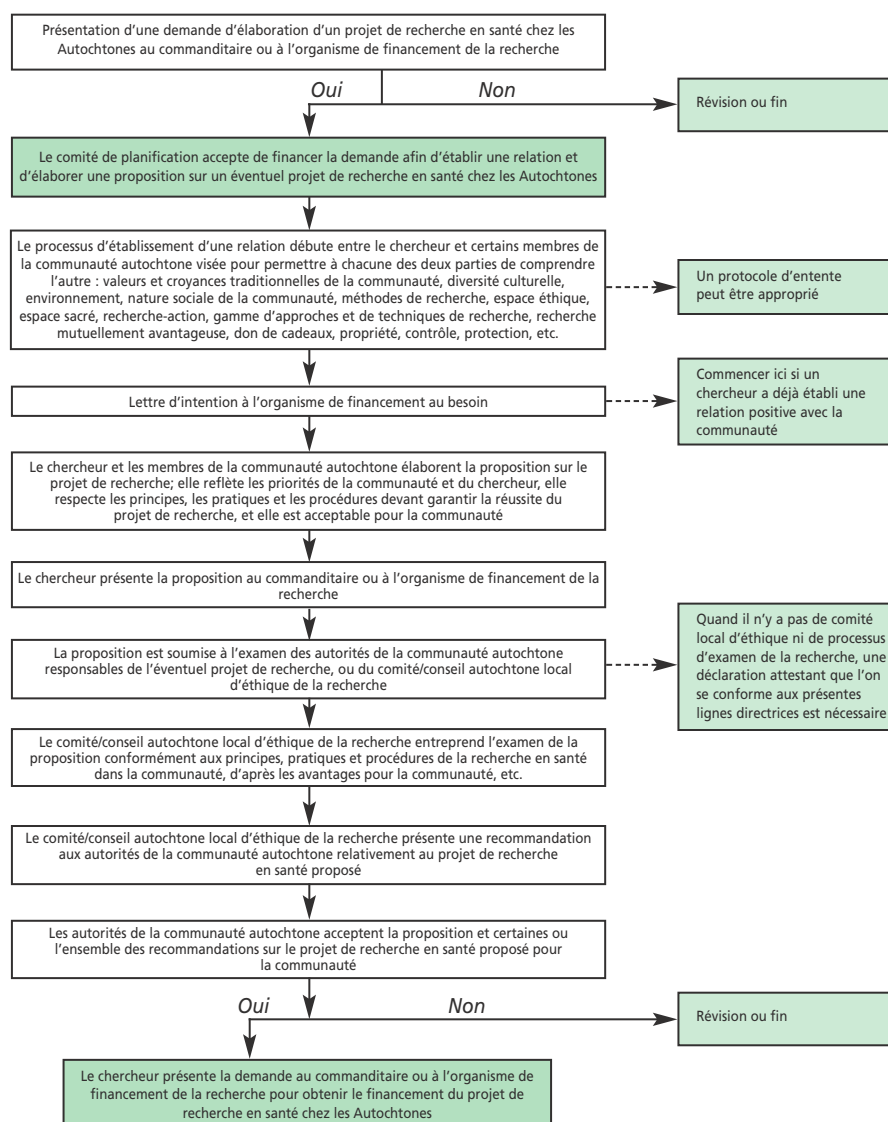 Présentation d'une demande d'élaboration d'un projet de recherche en santé chez les
Autochtones au commanditaire ou à l'organisme de financement de la recherche
Oui
Non
Révision ou fin
Le comité de planification accepte de financer la demande afin d'établir une relation et
d'élaborer une proposition sur un éventuel projet de recherche en santé chez les Autochtones
Le processus d'établissement d'une relation débute entre le chercheur et certains membres de
la communauté autochtone visée pour permettre à chacune des deux parties de comprendre
l'autre : valeurs et croyances traditionnelles de la communauté, diversité culturelle,
environnement, nature sociale de la communauté, méthodes de recherche, espace éthique,
espace sacré, recherche-action, gamme d'approches et de techniques de recherche, recherche
mutuellement avantageuse, don de cadeaux, propriété, contrôle, protection, etc.
Un protocole d'entente
peut être approprié
Lettre d'intention à l'organisme de financement au besoin
Commencer ici si un
chercheur a déjà établi une
relation positive avec la
communauté
Le chercheur et les membres de la communauté autochtone élaborent la proposition sur le
projet de recherche; elle reflète les priorités de la communauté et du chercheur, elle
respecte les principes, les pratiques et les procédures devant garantir la réussite du
projet de recherche, et elle est acceptable pour la communauté
Le chercheur présente la proposition au commanditaire ou à l'organisme de financement de la
recherche
La proposition est soumise à l'examen des autorités de la communauté autochtone
responsables de l'éventuel projet de recherche, ou du comité/conseil autochtone local
d'éthique de la recherche
Quand il n'y a pas de comité
local d'éthique ni de processus
d'examen de la recherche, une
déclaration attestant que l'on
se conforme aux présentes
lignes directrices est nécessaire
Le comité/conseil autochtone local d'éthique de la recherche entreprend l'examen de la
proposition conformément aux principes, pratiques et procédures de la recherche en santé
dans la communauté, d'après les avantages pour la communauté, etc.
Le comité/conseil autochtone local d'éthique de la recherche présente une recommandation
aux autorités de la communauté autochtone relativement au projet de recherche
en santé proposé
Les autorités de la communauté autochtone acceptent la proposition et certaines ou
l'ensemble des recommandations sur le projet de recherche en santé proposé pour
la communauté
Oui
Non
Révision ou fin
Le chercheur présente la demande au commanditaire ou à l'organisme de
financement de la recherche pour obtenir le financement du projet de
recherche en santé chez les Autochtones